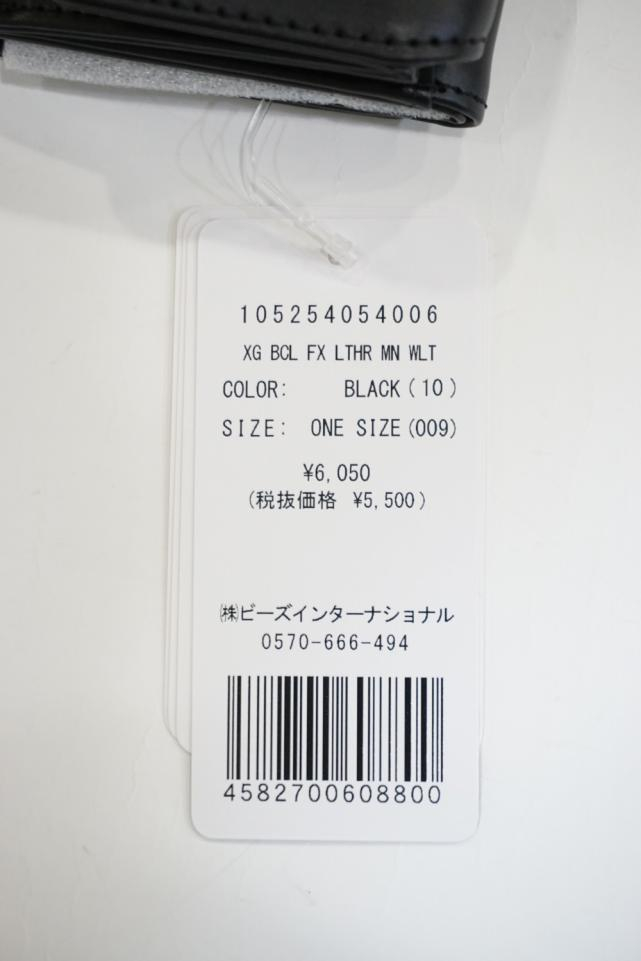 105254054006
XG BCL FX LTHR MN WLT
COLOR: BLACK(10)
SIZE: ONE SIZE(009)
¥6,050
(税抜価格 ¥5,500)
㈱ビーズインターナショナル
0570-666-494
4582700608800